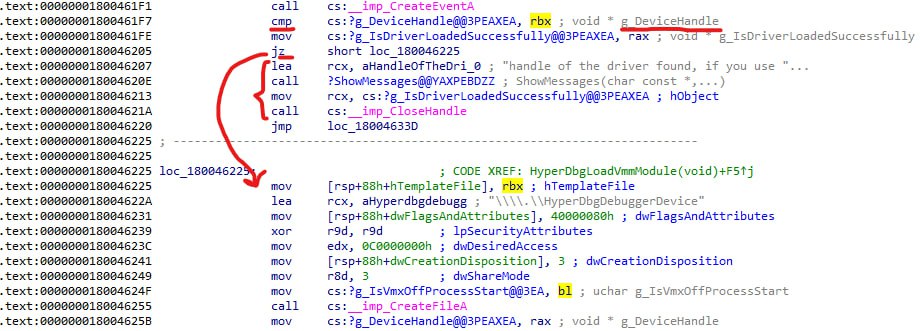 .text:00000001800461F1 call cs:__imp_CreateEventA
.text:00000001800461F7 cmp cs:?g_DeviceHandle@@3PEAXEA, rbx ; void * g_DeviceHandle
.text:00000001800461FE mov cs:?g_IsDriverLoadedSuccessfully@@3PEAXEA, rax ; void * g_IsDriverLoadedSuccessfully
.text:0000000180046205 jz short loc_180046225
.text:0000000180046207 lea rcx, aHandleOfTheDri_0 ; "handle of the driver found, if you use "...
.text:000000018004620E call ?ShowMessages@@YAXPEBDZZ ; ShowMessages(char const *,...)
.text:0000000180046213 mov rcx, cs:?g_IsDriverLoadedSuccessfully@@3PEAXEA ; hObject
.text:000000018004621A call cs:__imp_CloseHandle
.text:0000000180046220 jmp loc_18004633D
.text:0000000180046225 ; ---------------------------------------------------------------------------
.text:0000000180046225
.text:0000000180046225 loc_180046225: ; CODE XREF: HyperDbgLoadVmmModule(void)+F5↑j
.text:0000000180046225 mov [rsp+88h+hTemplateFile], rbx ; hTemplateFile
.text:000000018004622A lea rcx, aHyperdbgdebugg ; "\\\\.\\HyperDbgDebuggerDevice"
.text:0000000180046231 mov [rsp+88h+dwFlagsAndAttributes], 40000080h ; dwFlagsAndAttributes
.text:0000000180046239 xor r9d, r9d ; lpSecurityAttributes
.text:000000018004623C mov edx, 0C0000000h ; dwDesiredAccess
.text:0000000180046241 mov [rsp+88h+dwCreationDisposition], 3 ; dwCreationDisposition
.text:0000000180046249 mov r8d, 3 ; dwShareMode
.text:000000018004624F mov cs:?g_IsVmxOffProcessStart@@3EA, bl ; uchar g_IsVmxOffProcessStart
.text:0000000180046255 call cs:__imp_CreateFileA
.text:000000018004625B mov cs:?g_DeviceHandle@@3PEAXEA, rax ; void * g_DeviceHandle